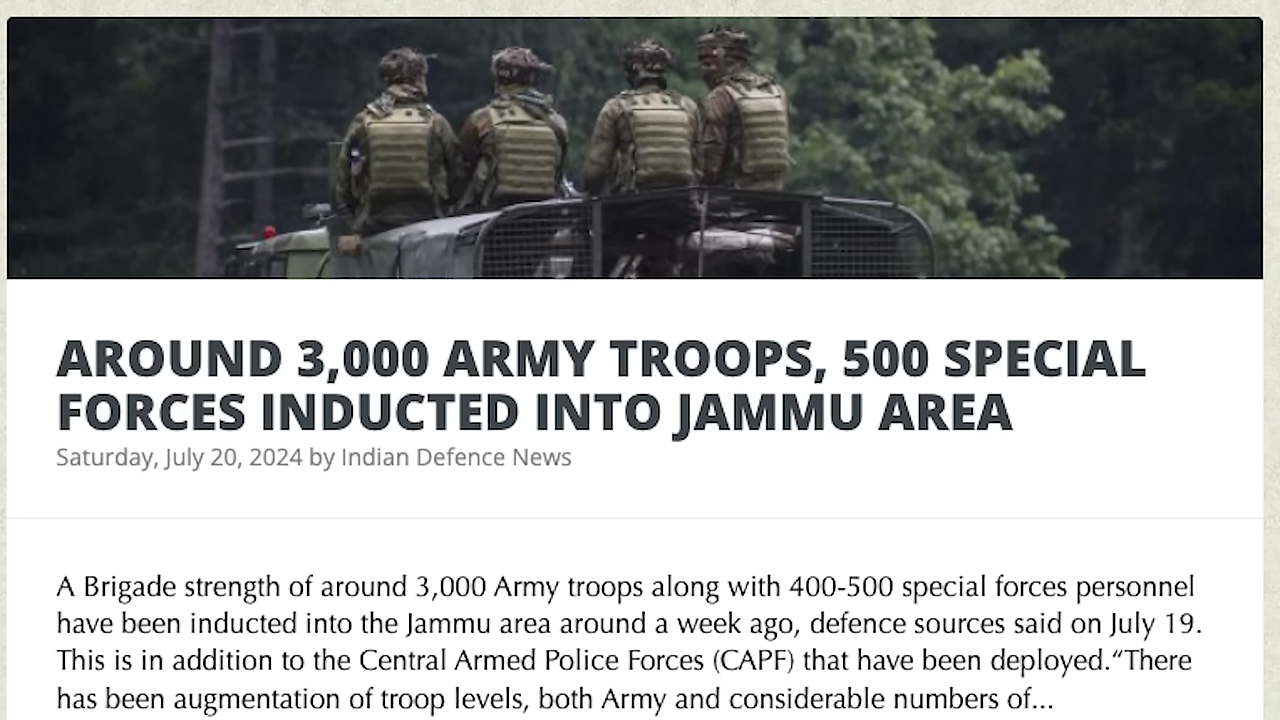 AROUND 3,000 ARMY TROOPS, 500 SPECIAL
FORCES INDUCTED INTO JAMMU AREA
Saturday, July 20, 2024 by Indian Defence News
A Brigade strength of around 3,000 Army troops along with 400-500 special forces personnel
have been inducted into the Jammu area around a week ago, defence sources said on July 19.
This is in addition to the Central Armed Police Forces (CAPF) that have been deployed.“There
has been augmentation of troop levels, both Army and considerable numbers of...